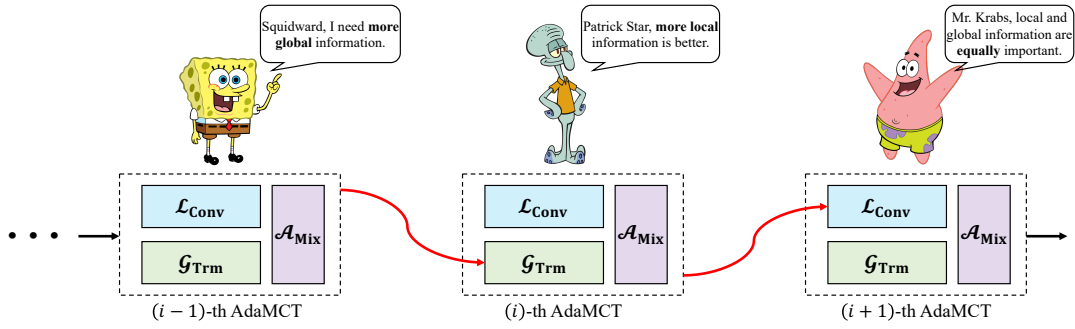 Squidward, I need more
global information.
Patrick Star, more local
information is better.
Mr. Krabs, local and
global information are
equally important.
ℒConv
𝒢Trm
𝒜Mix
(𝑖 − 1)-th AdaMCT
ℒConv
𝒢Trm
𝒜Mix
(𝑖)-th AdaMCT
ℒConv
𝒢Trm
𝒜Mix
(𝑖 + 1)-th AdaMCT